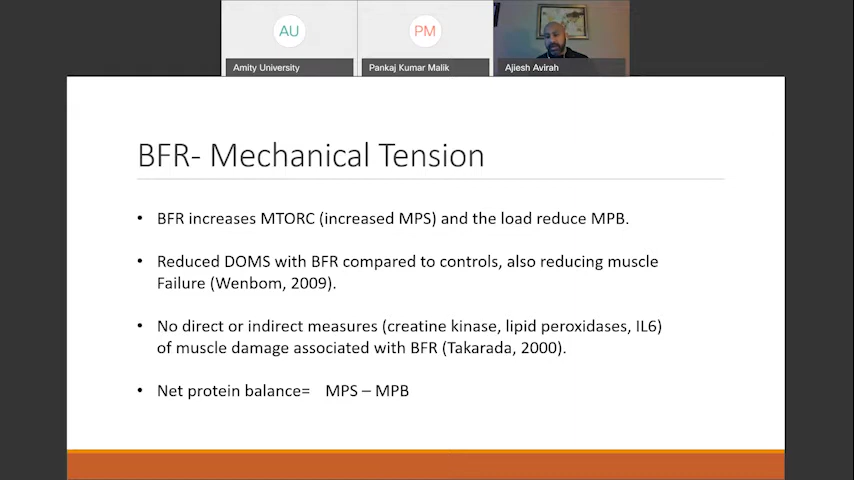 AU
PM
Amity University
Pankaj Kumar Malik
Ajiesh Avirah
BFR- Mechanical Tension
• BFR increases MTORC (increased MPS) and the load reduce MPB.
• Reduced DOMS with BFR compared to controls, also reducing muscle
Failure (Wenbom, 2009).
• No direct or indirect measures (creatine kinase, lipid peroxidases, IL6)
of muscle damage associated with BFR (Takarada, 2000).
• Net protein balance= MPS – MPB